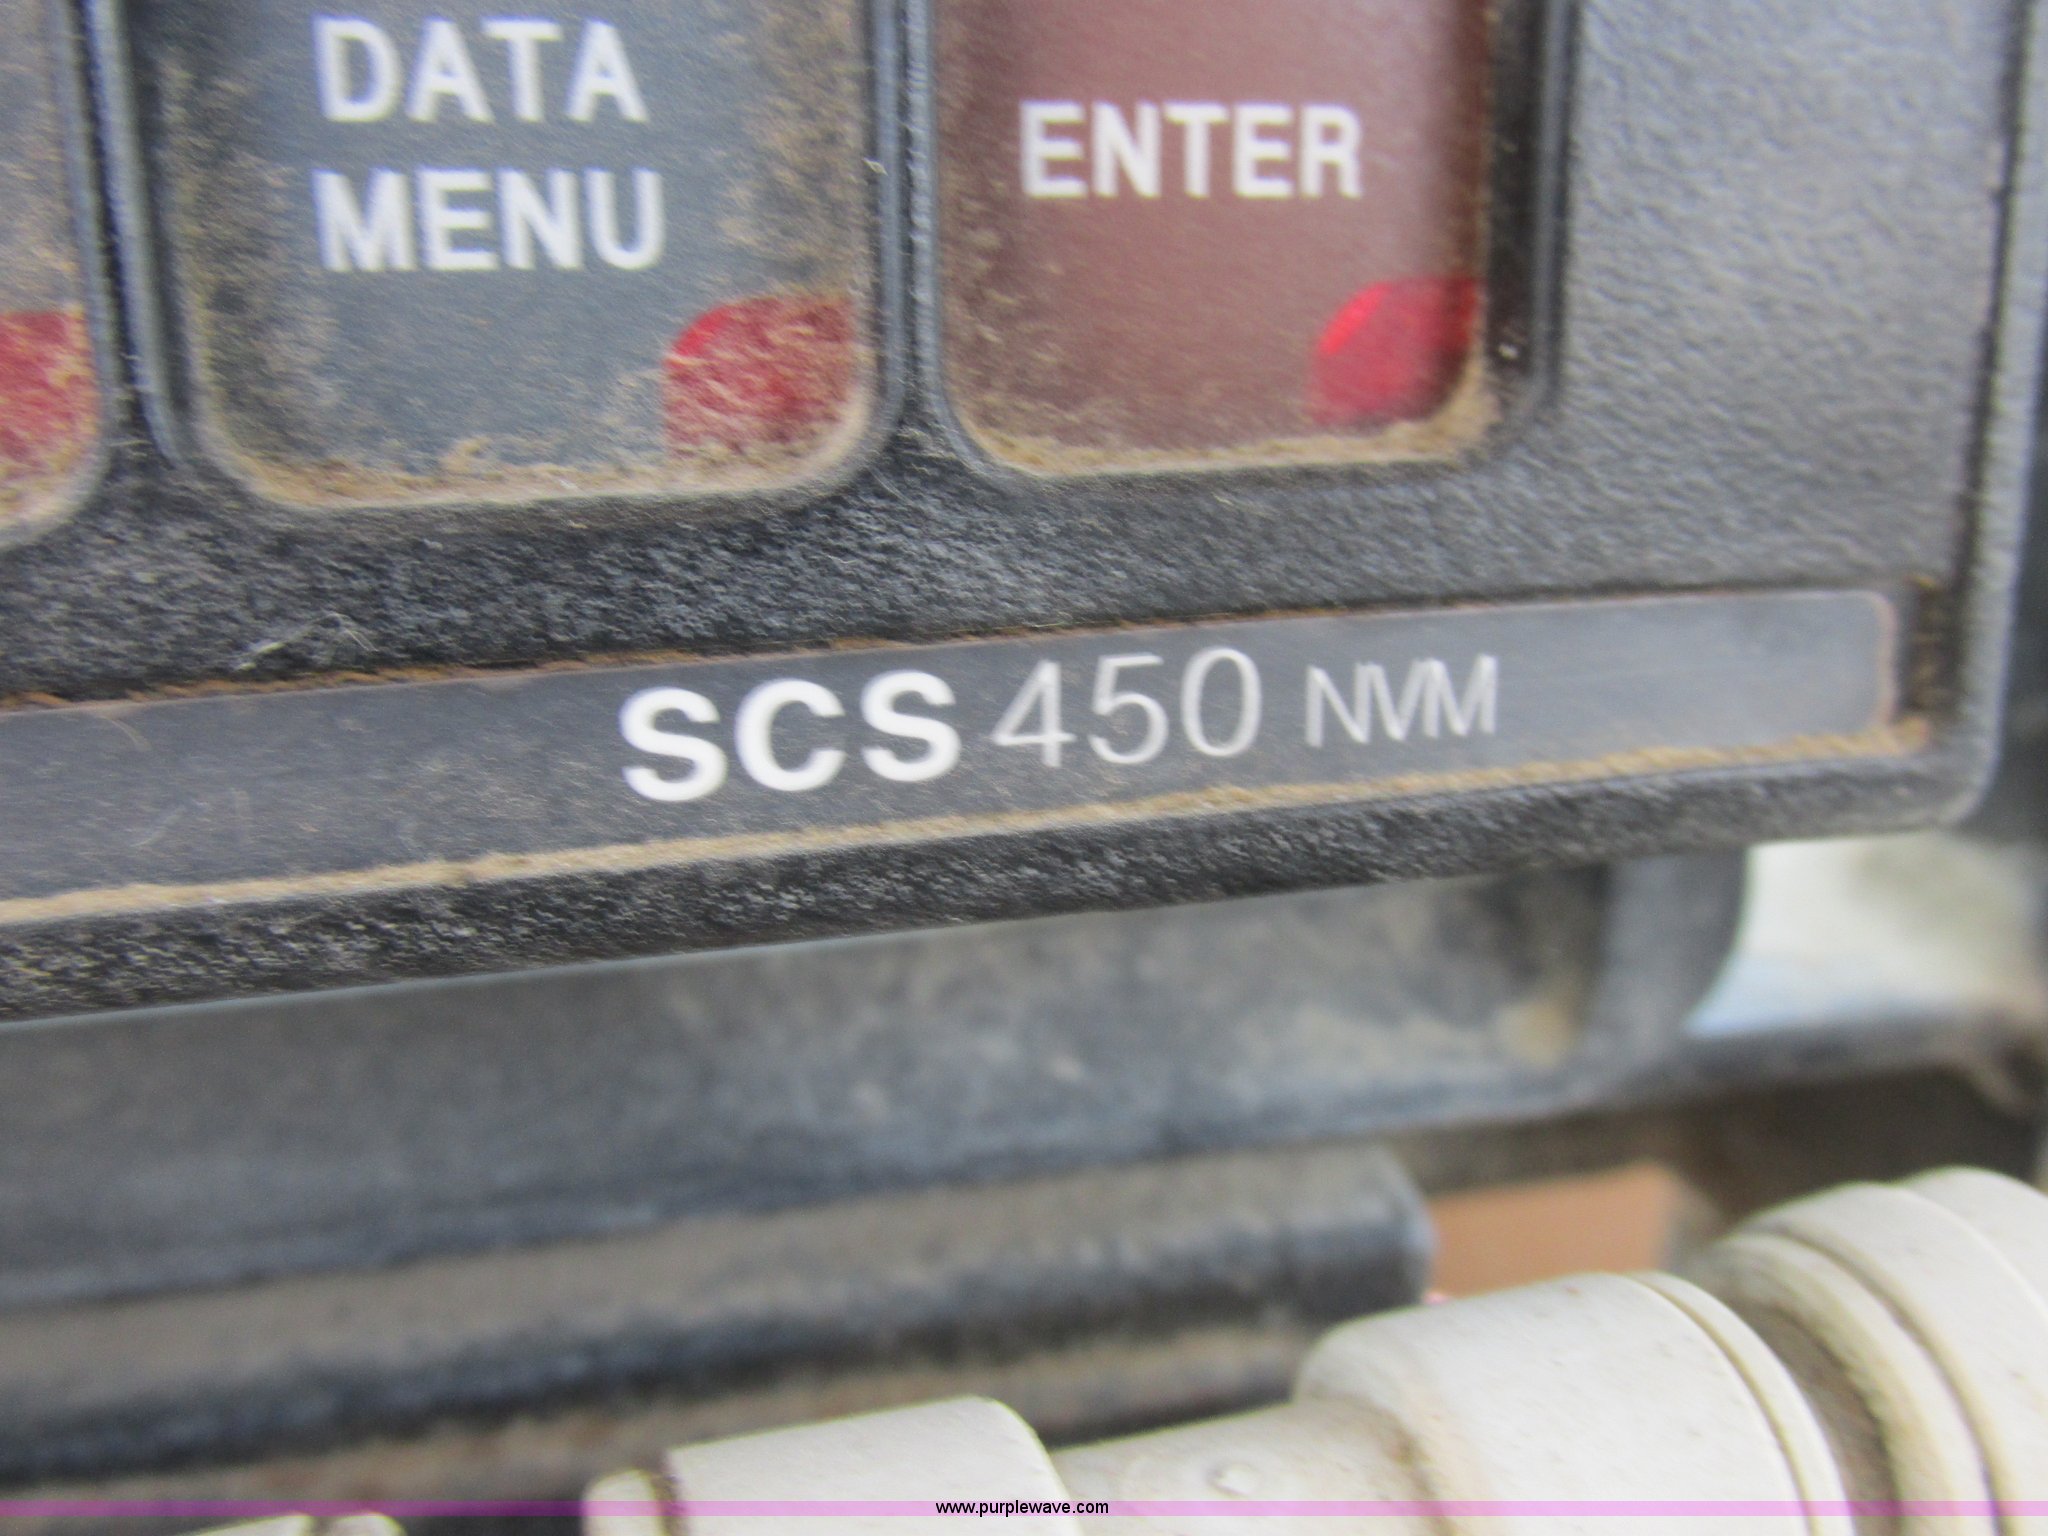 DATA
MENU
ENTER
SCS 450 NVM
www.purplewave.com